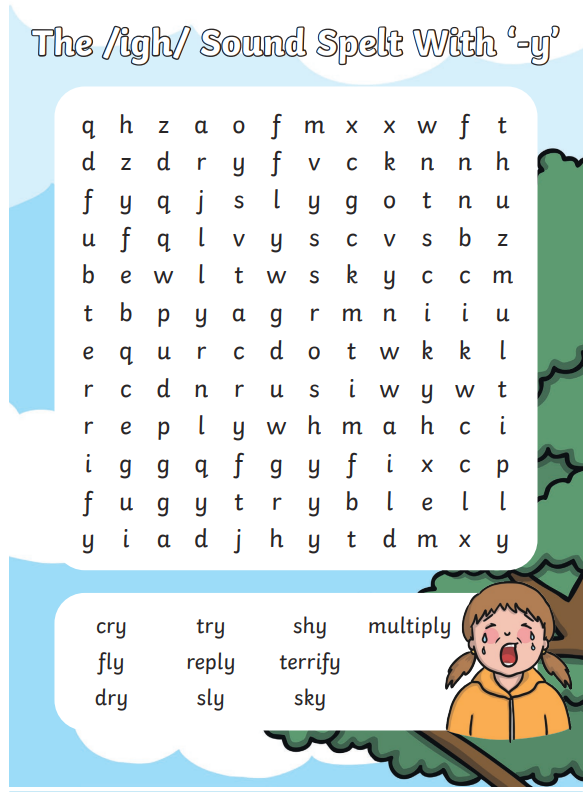 The /igh/ Sound Spelt With ‘-y’
q h z a o f m x x w f t
d z d r y f v c k n n h
f y q j s l y g o t n u
u f q l v y s c v s b z
b e w l t w s k y c c m
t b p y a g r m n i i u
e q u r c d o t w k k l
r c d n r u s i w y w t
r e p l y w h m a h c i
i g g q f g y f i x c p
f u g y t r y b l e l l
y i a d j h y t d m x y
cry try shy multiply
fly reply terrify
dry sly sky